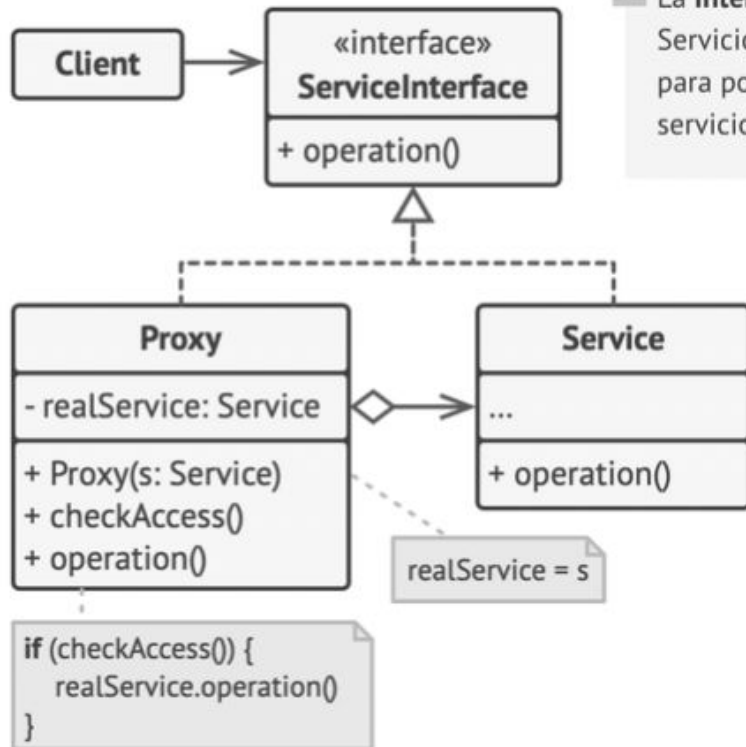 Client
«interface»
ServiceInterface
+ operation()
La
Servicio
para
servicio
Proxy
- realService: Service
+ Proxy(s: Service)
+ checkAccess()
+ operation()
Service
...
+ operation()
realService = s
if (checkAccess()) {
realService.operation()
}